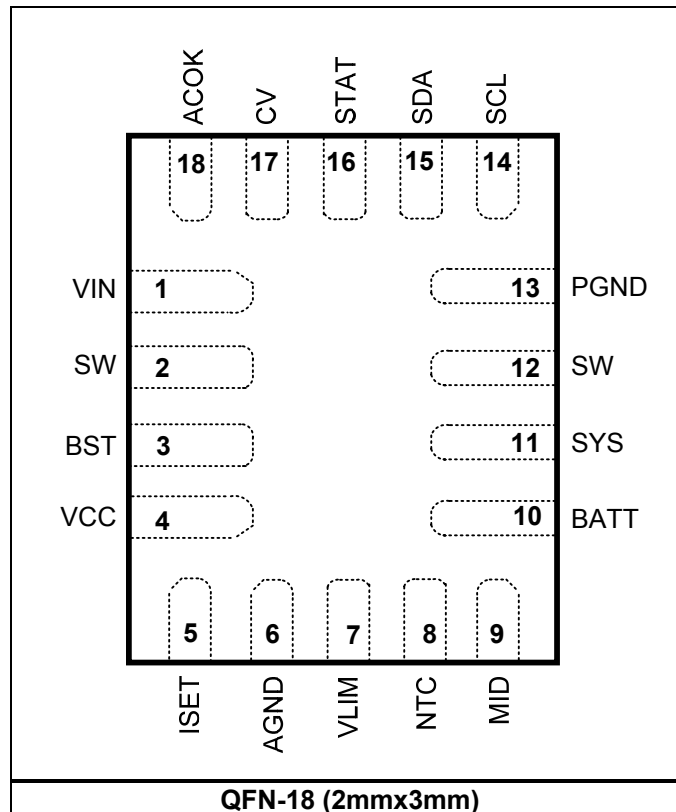 ACOK CV STAT SDA SCL
18 17 16 15 14
VIN 1 13 PGND
SW 2 12 SW
BST 3 11 SYS
VCC 4 10 BATT
5 6 7 8 9
ISET AGND VLIM NTC MID
QFN-18 (2mmx3mm)